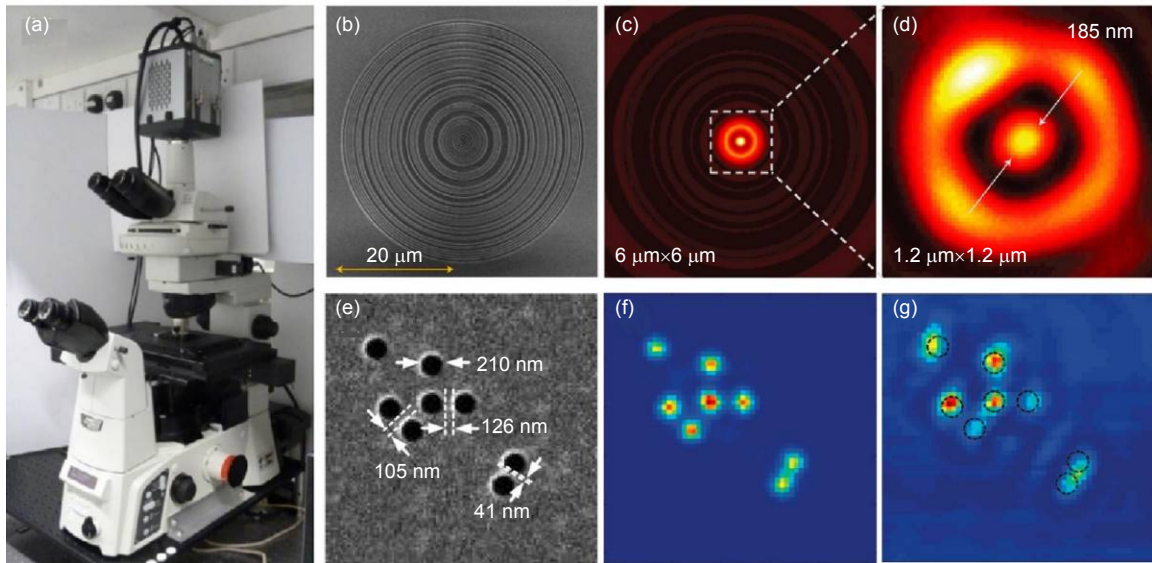 (a)
(b)
20 μm
(c)
6 μm×6 μm
(d)
185 nm
1.2 μm×1.2 μm
(e)
210 nm
126 nm
105 nm
41 nm
(f)
(g)